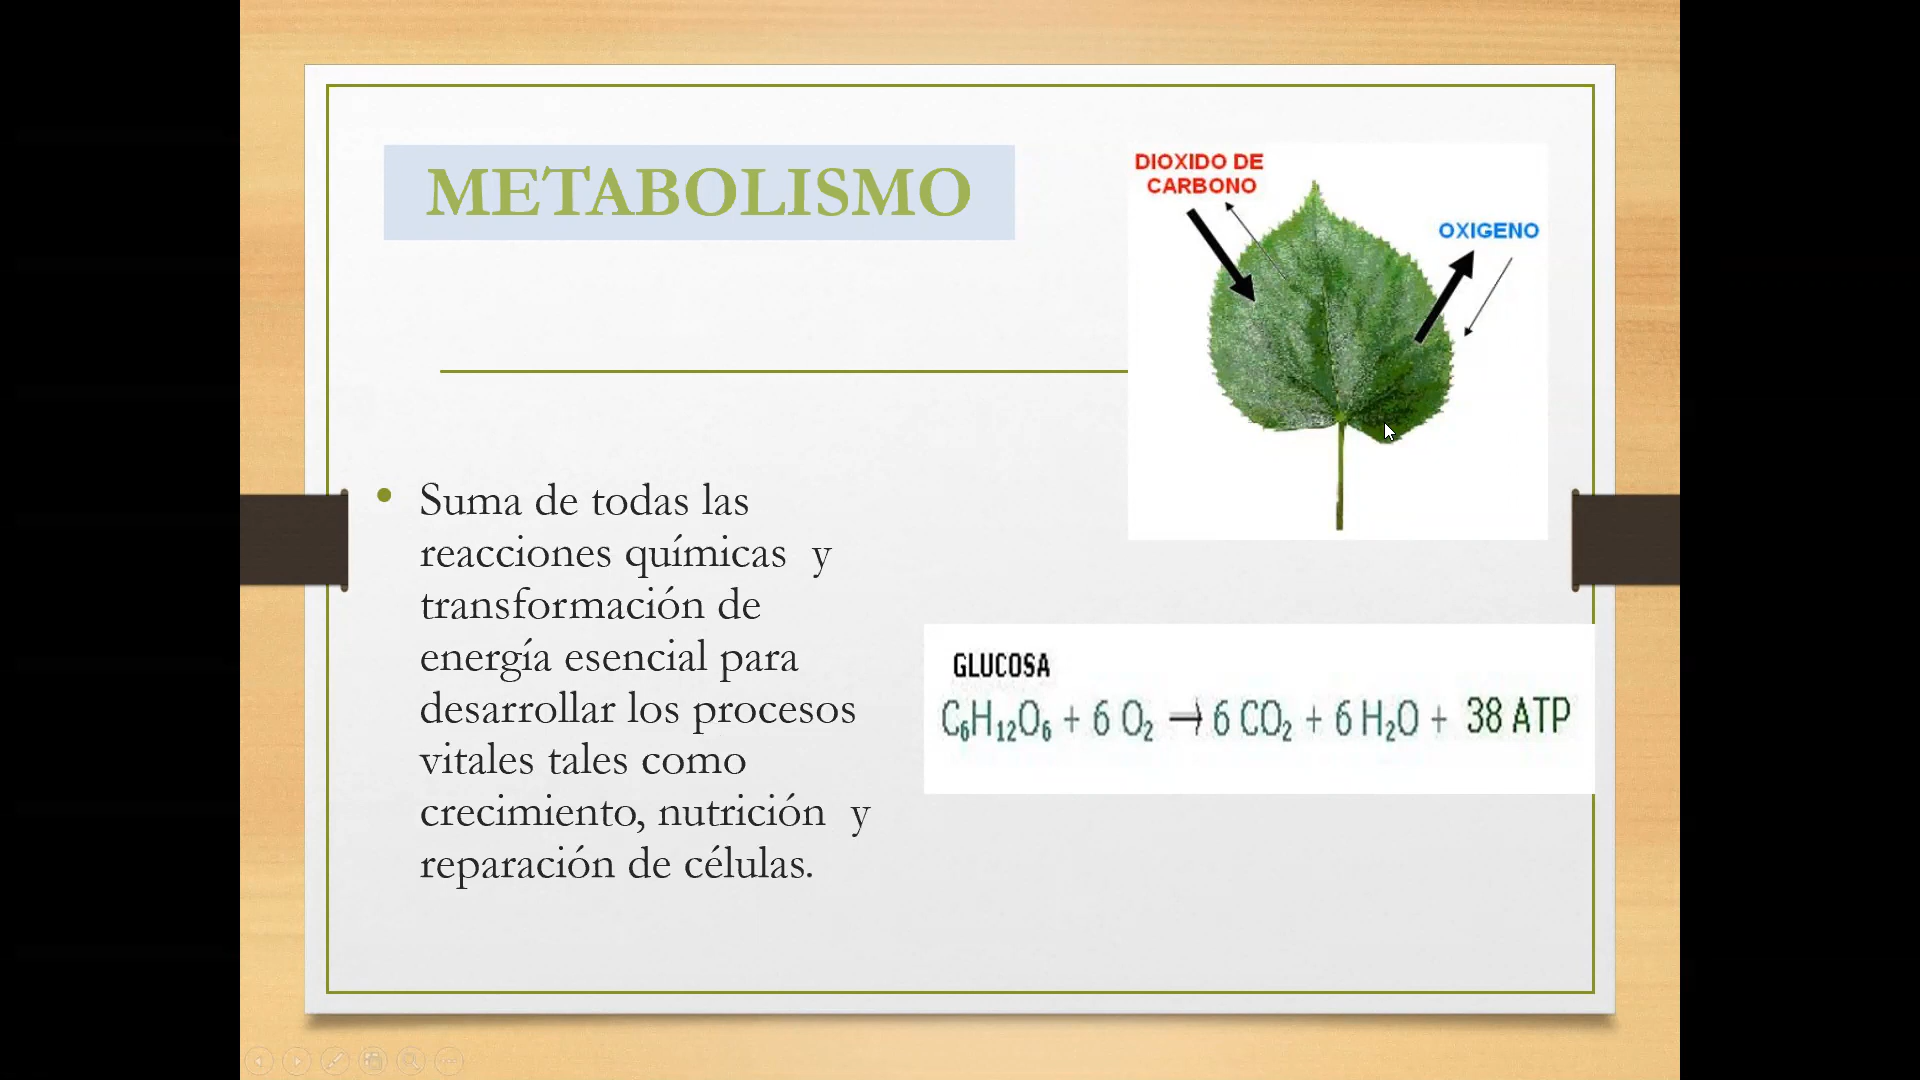 METABOLISMO
DIOXIDO DE
CARBONO
OXIGENO
• Suma de todas las
reacciones químicas y
transformación de
energía esencial para
desarrollar los procesos
vitales tales como
crecimiento, nutrición y
reparación de células.
GLUCOSA
C₆H₁₂O₆ + 6 O₂ → 6 CO₂ + 6 H₂O + 38 ATP